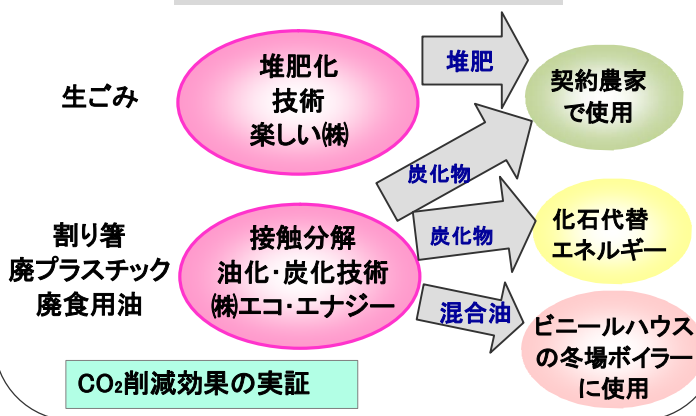 生ごみ
堆肥化
技術
楽しい㈱
堆肥
契約農家
で使用
炭化物
割り箸
廃プラスチック
廃食用油
接触分解
油化・炭化技術
㈱エコ・エナジー
炭化物
化石代替
エネルギー
混合油
ビニールハウス
の冬場ボイラー
に使用
CO₂削減効果の実証